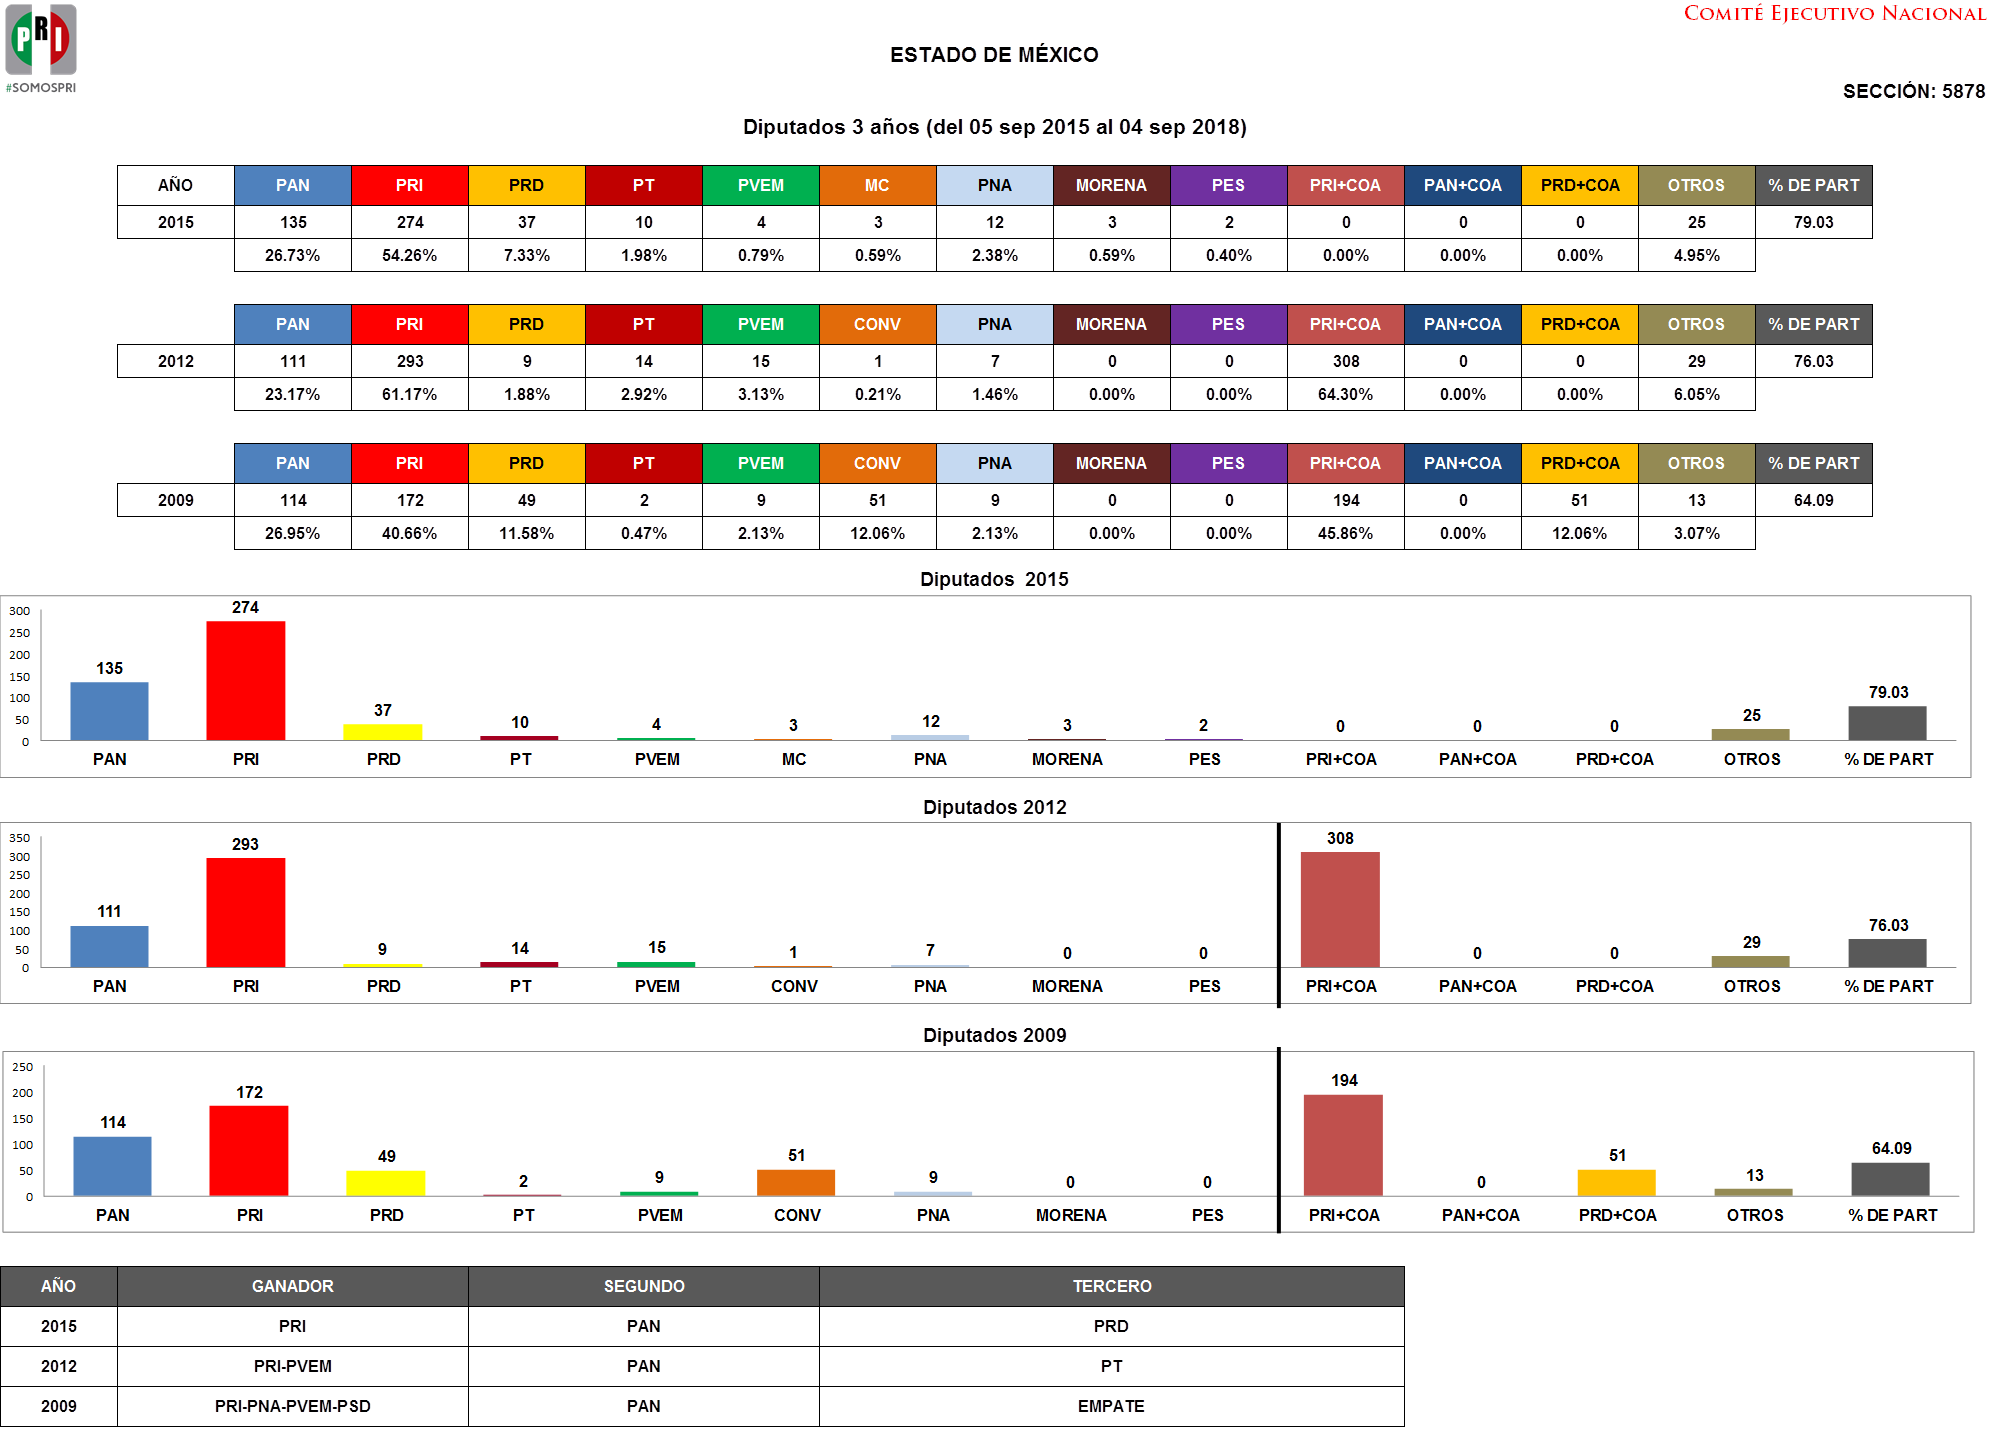 PRI
#SOMOSPRI
COMITÉ EJECUTIVO NACIONAL
ESTADO DE MÉXICO
SECCIÓN: 5878
Diputados 3 años (del 05 sep 2015 al 04 sep 2018)
AÑO PAN PRI PRD PT PVEM MC PNA MORENA PES PRI+COA PAN+COA PRD+COA OTROS % DE PART
2015 135 274 37 10 4 3 12 3 2 0 0 0 25 79.03
26.73% 54.26% 7.33% 1.98% 0.79% 0.59% 2.38% 0.59% 0.40% 0.00% 0.00% 0.00% 4.95%
PAN PRI PRD PT PVEM CONV PNA MORENA PES PRI+COA PAN+COA PRD+COA OTROS % DE PART
2012 111 293 9 14 15 1 7 0 0 308 0 0 29 76.03
23.17% 61.17% 1.88% 2.92% 3.13% 0.21% 1.46% 0.00% 0.00% 64.30% 0.00% 0.00% 6.05%
PAN PRI PRD PT PVEM CONV PNA MORENA PES PRI+COA PAN+COA PRD+COA OTROS % DE PART
2009 114 172 49 2 9 51 9 0 0 194 0 51 13 64.09
26.95% 40.66% 11.58% 0.47% 2.13% 12.06% 2.13% 0.00% 0.00% 45.86% 0.00% 12.06% 3.07%
Diputados 2015
300
250
200
150
100
50
0
135 274 37 10 4 3 12 3 2 0 0 0 25 79.03
PAN PRI PRD PT PVEM MC PNA MORENA PES PRI+COA PAN+COA PRD+COA OTROS % DE PART
Diputados 2012
350
300
250
200
150
100
50
0
111 293 9 14 15 1 7 0 0 308 0 0 29 76.03
PAN PRI PRD PT PVEM CONV PNA MORENA PES PRI+COA PAN+COA PRD+COA OTROS % DE PART
Diputados 2009
250
200
150
100
50
0
114 172 49 2 9 51 9 0 0 194 0 51 13 64.09
PAN PRI PRD PT PVEM CONV PNA MORENA PES PRI+COA PAN+COA PRD+COA OTROS % DE PART
AÑO GANADOR SEGUNDO TERCERO
2015 PRI PAN PRD
2012 PRI-PVEM PAN PT
2009 PRI-PNA-PVEM-PSD PAN EMPATE